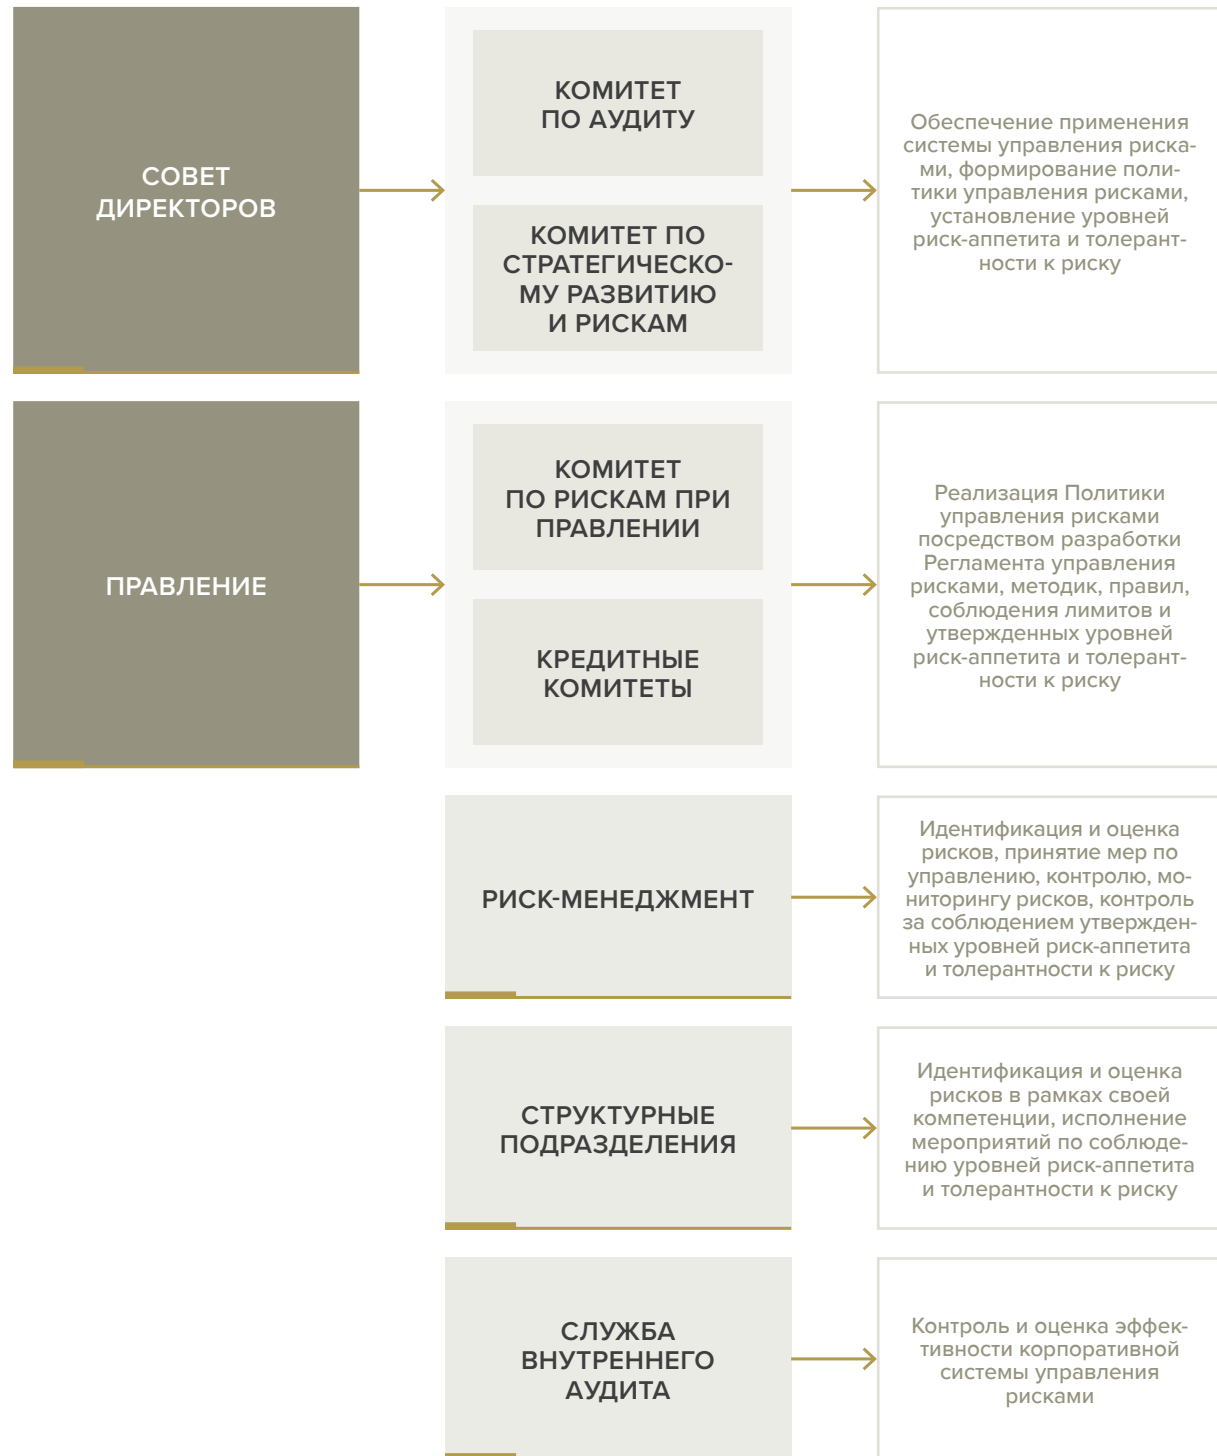 СОВЕТ
ДИРЕКТОРОВ
КОМИТЕТ
ПО АУДИТУ
КОМИТЕТ ПО
СТРАТЕГИЧЕСКО-
МУ РАЗВИТИЮ
И РИСКАМ
Обеспечение применения
системы управления риска-
ми, формирование поли-
тики управления рисками,
установление уровней
риск-аппетита и толерант-
ности к риску
ПРАВЛЕНИЕ
КОМИТЕТ
ПО РИСКАМ ПРИ
ПРАВЛЕНИИ
КРЕДИТНЫЕ
КОМИТЕТЫ
Реализация Политики
управления рисками
посредством разработки
Регламента управления
рисками, методик, правил,
соблюдения лимитов и
утвержденных уровней
риск-аппетита и толерант-
ности к риску
РИСК-МЕНЕДЖМЕНТ
Идентификация и оценка
рисков, принятие мер по
управлению, контролю, мо-
ниторингу рисков, контроль
за соблюдением утвержден-
ных уровней риск-аппетита
и толерантности к риску
СТРУКТУРНЫЕ
ПОДРАЗДЕЛЕНИЯ
Идентификация и оценка
рисков в рамках своей
компетенции, исполнение
мероприятий по соблюде-
нию уровней риск-аппетита
и толерантности к риску
СЛУЖБА
ВНУТРЕННЕГО
АУДИТА
Контроль и оценка эффек-
тивности корпоративной
системы управления
рисками